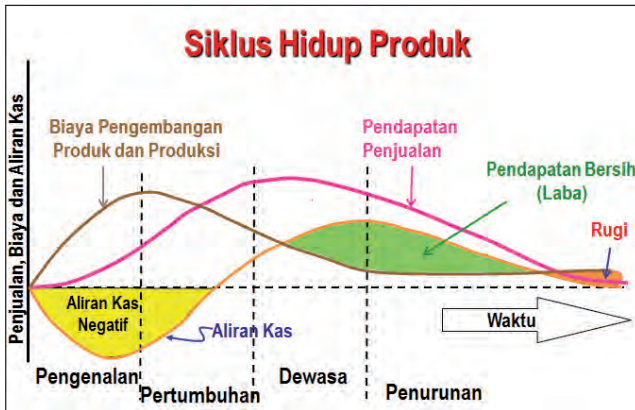 Siklus Hidup Produk
Penjualan, Biaya dan Aliran Kas
Biaya Pengembangan
Produk dan Produksi
Pendapatan
Penjualan
Pendapatan Bersih
(Laba)
Rugi
Aliran Kas
Negatif
Aliran Kas
Waktu
Pengenalan
Pertumbuhan
Dewasa
Penurunan